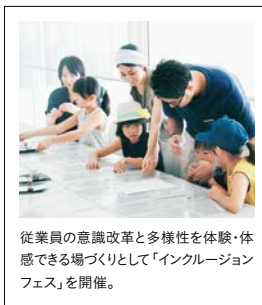 従業員の意識改革と多様性を体験・体
感できる場づくりとして「インクルージョン
フェス」を開催。